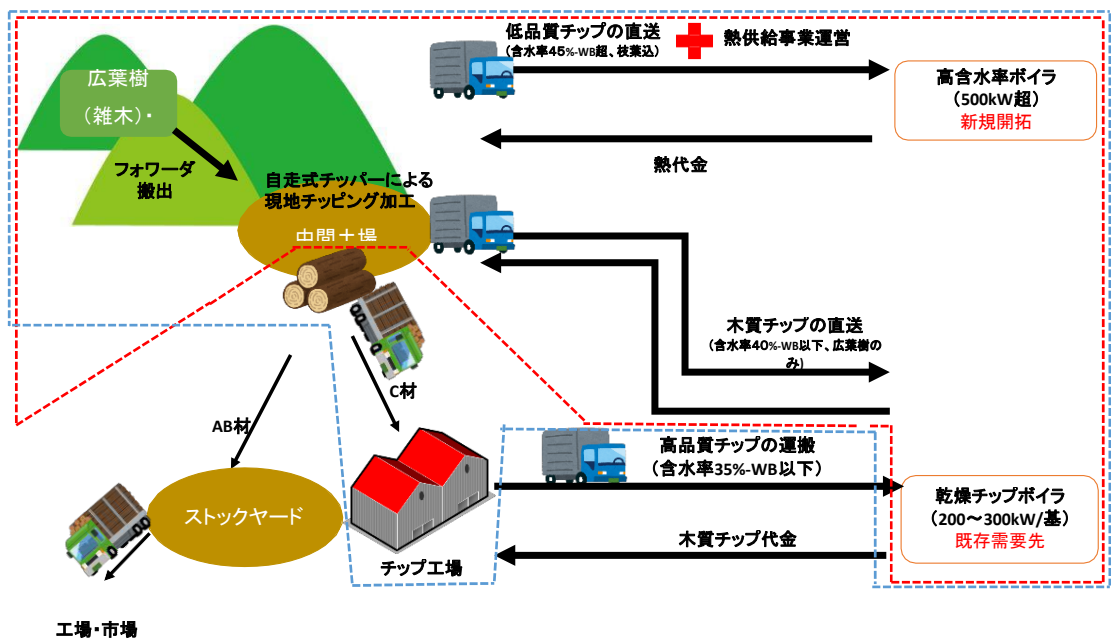 低品質チップの直送
(含水率45%-WB超、枝葉込)
熱供給事業運営
広葉樹
(雑木)・
高含水率ボイラ
(500kW超)
新規開拓
フォワーダ
搬出
熱代金
自走式チッパーによる
現地チッピング加工
木質チップの直送
(含水率40%-WB以下、広葉樹の
み)
C材
AB材
高品質チップの運搬
(含水率35%-WB以下)
ストックヤード
乾燥チップボイラ
(200～300kW/基)
既存需要先
木質チップ代金
チップ工場
工場・市場